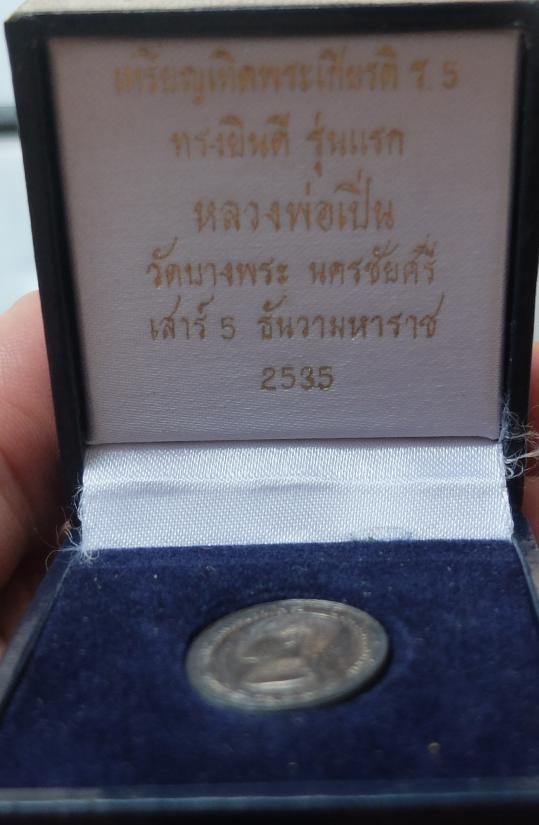 เหรียญเทิดพระเกียรติ ร.5
ทรงยินดี รุ่นแรก
หลวงพ่อเปิ่น
วัดบางพระ นครชัยศรี
เสาร์ 5 ธันวามหาราช
2535